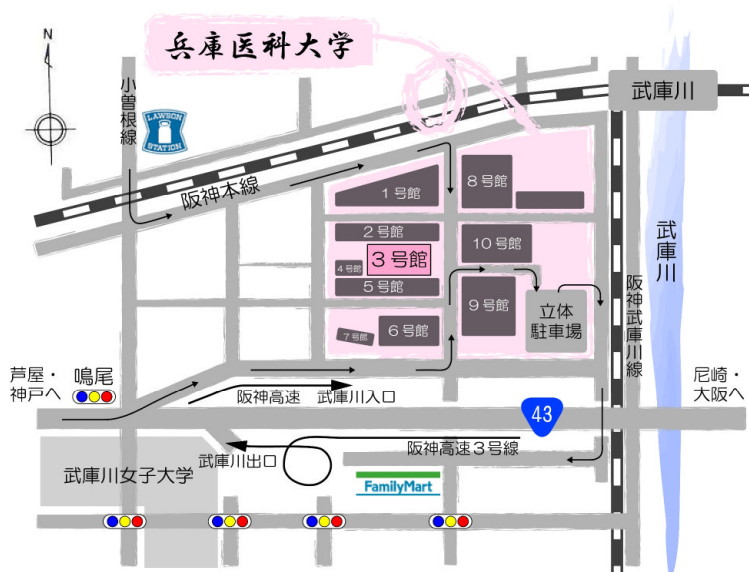 兵庫医科大学
N
小曽根線
LAWSON
STATION
武庫川
阪神本線
1号館
8号館
2号館
3号館
4号館
5号館
10号館
9号館
6号館
7号館
立体
駐車場
武庫川
阪神武庫川線
芦屋・
神戸へ
鳴尾
阪神高速 武庫川入口
43
尼崎・
大阪へ
武庫川出口
阪神高速3号線
武庫川女子大学
FamilyMart